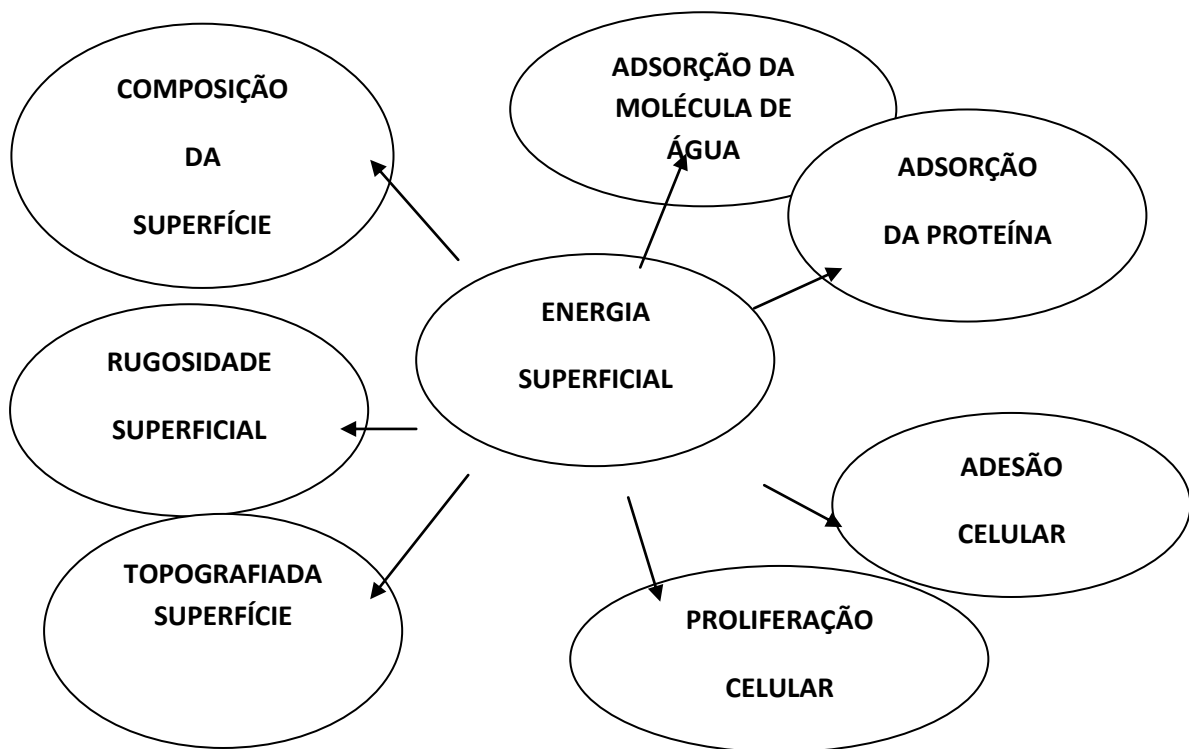 COMPOSIÇÃO
DA
SUPERFÍCIE
ADSORÇÃO DA
MOLÉCULA DE
ÁGUA
ADSORÇÃO
DA PROTEÍNA
ENERGIA
SUPERFICIAL
RUGOSIDADE
SUPERFICIAL
ADESÃO
CELULAR
TOPOGRAFIADA
SUPERFÍCIE
PROLIFERAÇÃO
CELULAR